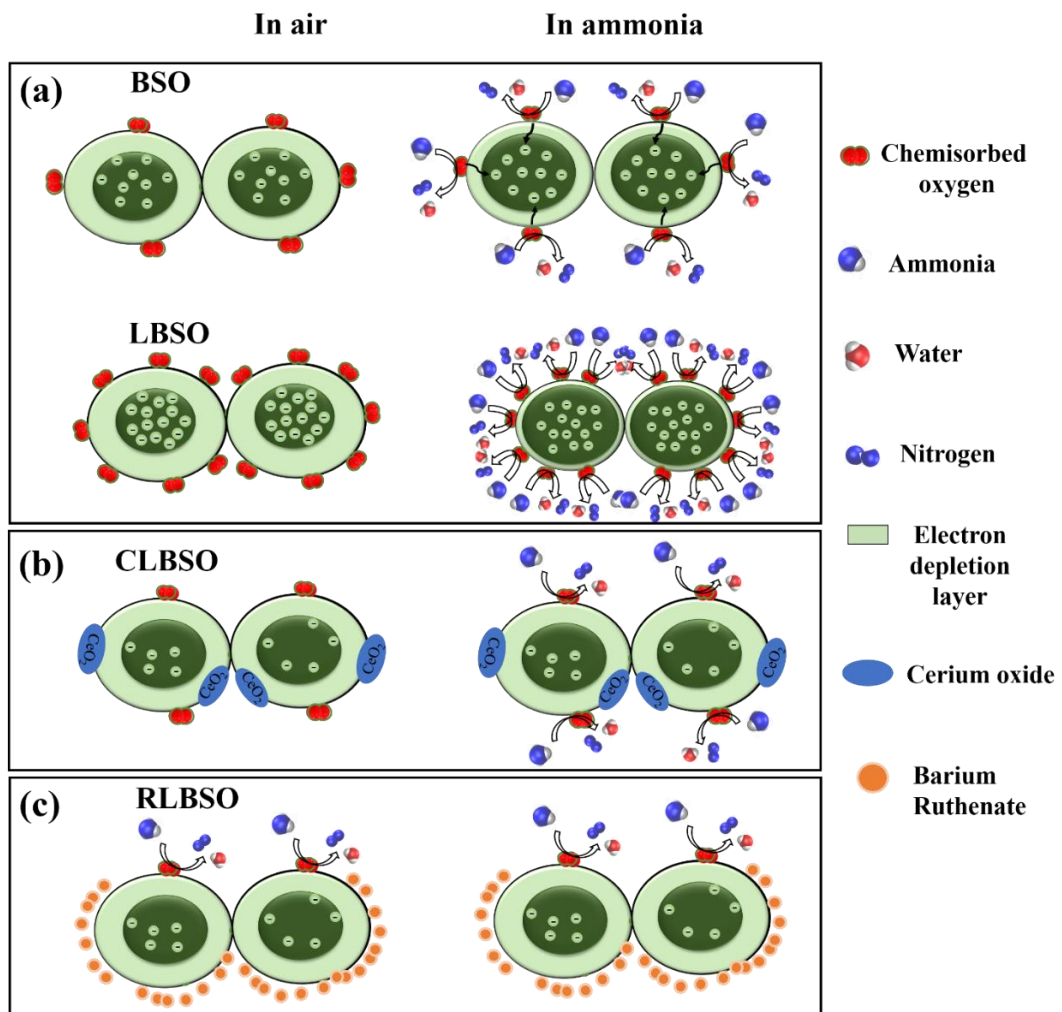 In air
In ammonia
(a)
BSO
LBSO
(b)
CLBSO
CeO2
CeO2
CeO2
CeO2
CeO2
CeO2
CeO2
CeO2
(c)
RLBSO
Chemisorbed
oxygen
Ammonia
Water
Nitrogen
Electron
depletion
layer
Cerium oxide
Barium
Ruthenate